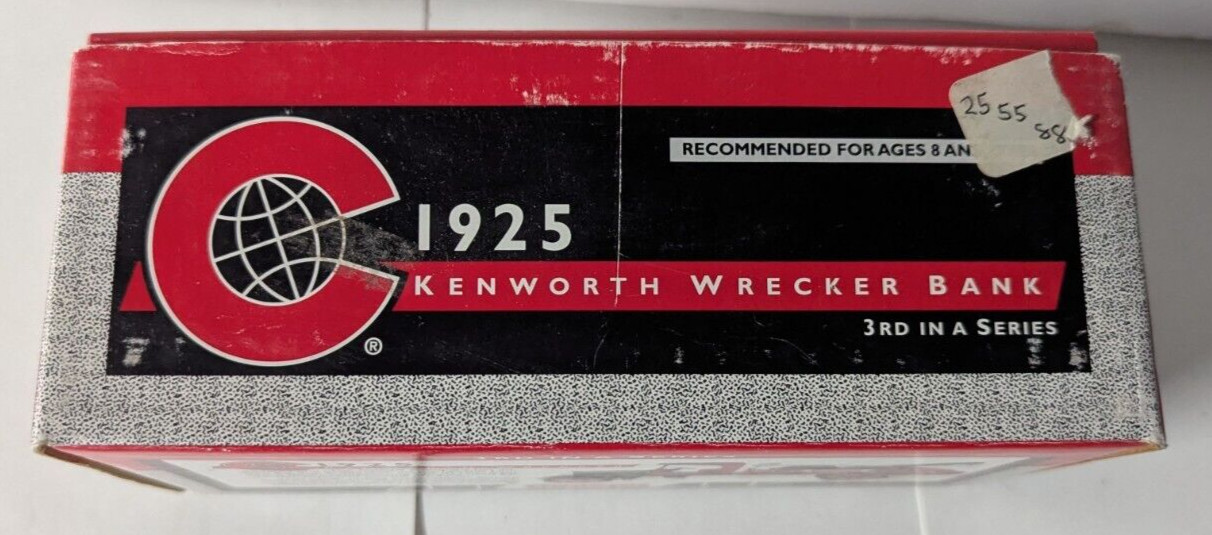 25 55
88
RECOMMENDED FOR AGES 8 AN
1925
KENWORTH WRECKER BANK
3RD IN A SERIES
®